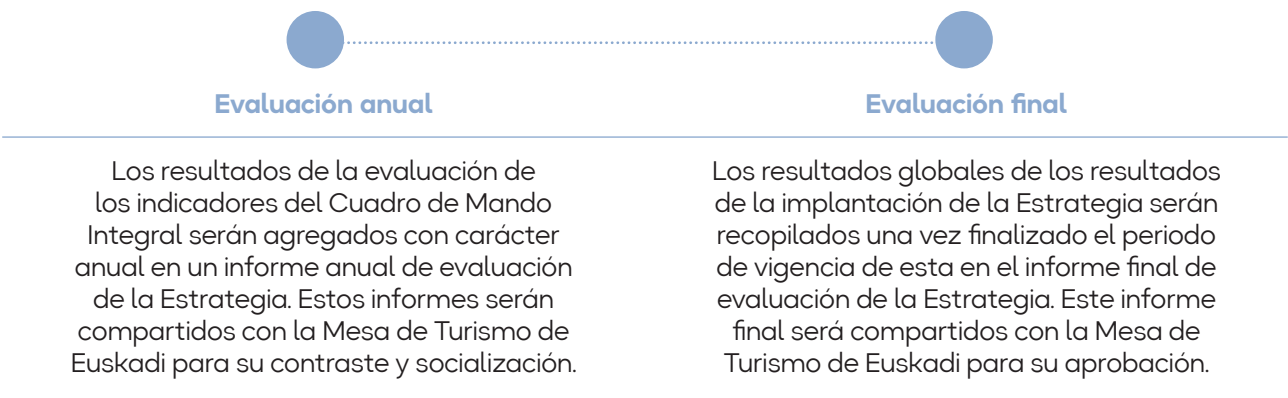 Evaluación anual
Los resultados de la evaluación de
los indicadores del Cuadro de Mando
Integral serán agregados con carácter
anual en un informe anual de evaluación
de la Estrategia. Estos informes serán
compartidos con la Mesa de Turismo de
Euskadi para su contraste y socialización.
Evaluación final
Los resultados globales de los resultados
de la implantación de la Estrategia serán
recopilados una vez finalizado el periodo
de vigencia de esta en el informe final de
evaluación de la Estrategia. Este informe
final será compartidos con la Mesa de
Turismo de Euskadi para su aprobación.